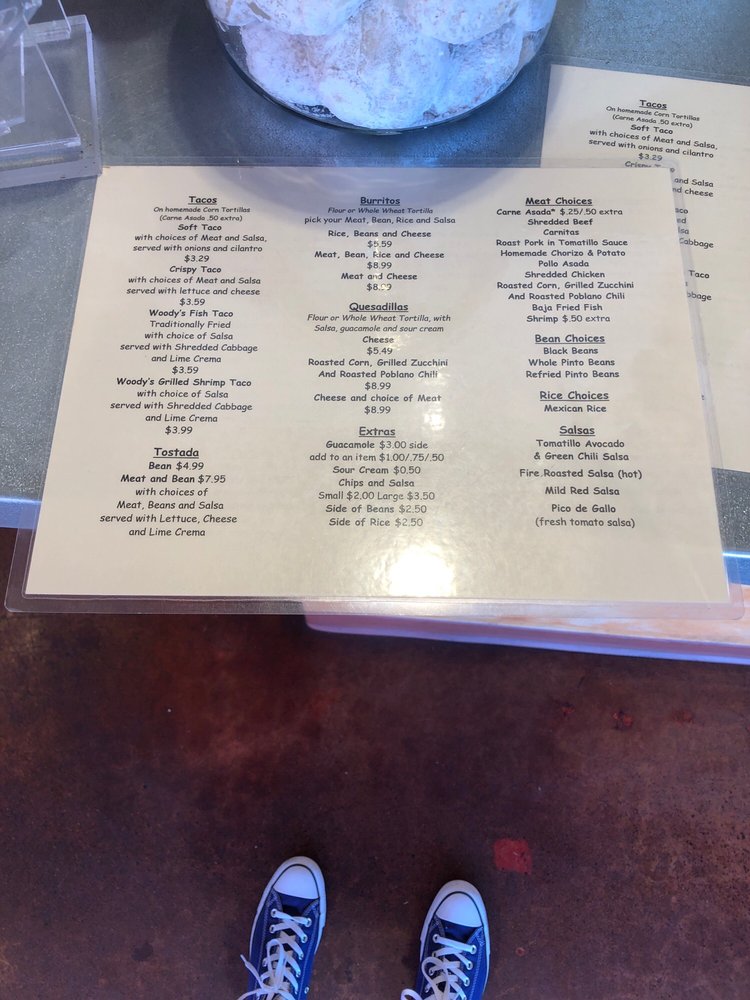 Tacos
On homemade Corn Tortillas
(Carne Asada .50 extra)
Soft Taco
with choices of Meat and Salsa,
served with onions and cilantro
$3.29
Crispy Taco
with choices of Meat and Salsa
served with lettuce and cheese
$3.59
Woody's Fish Taco
Traditionally Fried
with choice of Salsa
served with Shredded Cabbage
and Lime Crema
$3.59
Woody's Grilled Shrimp Taco
with choice of Salsa
served with Shredded Cabbage
and Lime Crema
$3.99
Tostada
Bean $4.99
Meat and Bean $7.95
with choices of
Meat, Beans and Salsa
served with Lettuce, Cheese
and Lime Crema
Burritos
Flour or Whole Wheat Tortilla
pick your Meat, Bean, Rice and Salsa
Rice, Beans and Cheese
$5.59
Meat, Bean, Rice and Cheese
$8.99
Meat and Cheese
$8.99
Quesadillas
Flour or Whole Wheat Tortilla, with
Salsa, guacamole and sour cream
Cheese
$5.49
Roasted Corn, Grilled Zucchini
And Roasted Poblano Chili
$8.99
Cheese and choice of Meat
$8.99
Extras
Guacamole $3.00 side
add to an item $1.00/.75/.50
Sour Cream $0.50
Chips and Salsa
Small $2.00 Large $3.50
Side of Beans $2.50
Side of Rice $2.50
Meat Choices
Carne Asada* $.25/.50 extra
Shredded Beef
Carnitas
Roast Pork in Tomatillo Sauce
Homemade Chorizo & Potato
Pollo Asada
Shredded Chicken
Roasted Corn, Grilled Zucchini
And Roasted Poblano Chili
Baja Fried Fish
Shrimp $.50 extra
Bean Choices
Black Beans
Whole Pinto Beans
Refried Pinto Beans
Rice Choices
Mexican Rice
Salsas
Tomatillo Avocado
& Green Chili Salsa
Fire Roasted Salsa (hot)
Mild Red Salsa
Pico de Gallo
(fresh tomato salsa)
Tacos
On homemade Corn Tortillas
(Carne Asada .50 extra)
Soft Taco
with choices of Meat and Salsa,
served with onions and cilantro
$3.29
Crispy Taco
and Salsa
and cheese
Taco
Salsa
Cabbage
Taco
Salsa
bbage